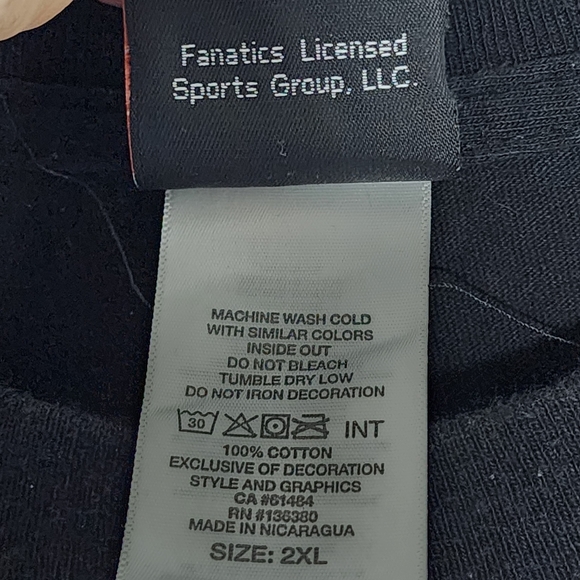 Fanatics Licensed
Sports Group, LLC.
MACHINE WASH COLD
WITH SIMILAR COLORS
INSIDE OUT
DO NOT BLEACH
TUMBLE DRY LOW
DO NOT IRON DECORATION
30 INT
100% COTTON
EXCLUSIVE OF DECORATION
STYLE AND GRAPHICS
CA #61484
RN #136380
MADE IN NICARAGUA
SIZE: 2XL